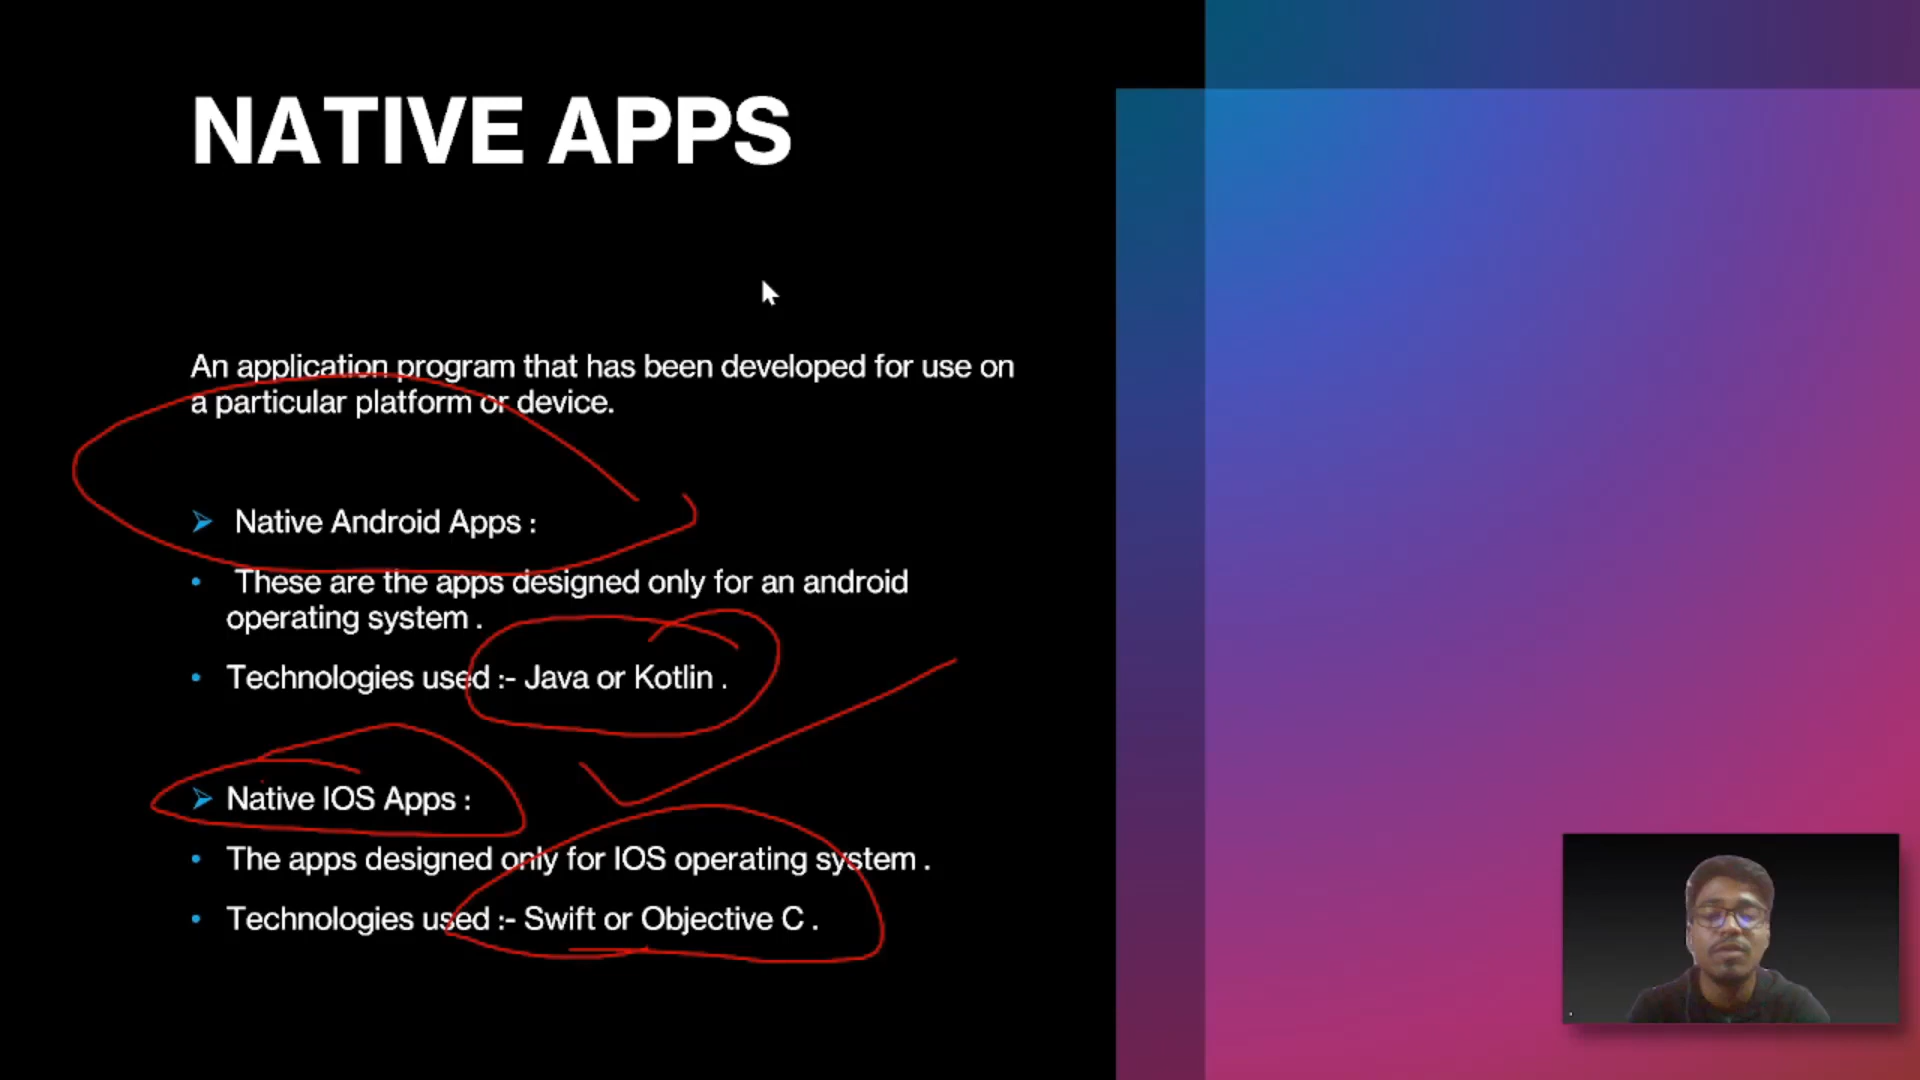 NATIVE APPS
An application program that has been developed for use on
a particular platform or device.
Native Android Apps :
These are the apps designed only for an android
operating system .
Technologies used :- Java or Kotlin .
Native IOS Apps :
The apps designed only for IOS operating system .
Technologies used :- Swift or Objective C .